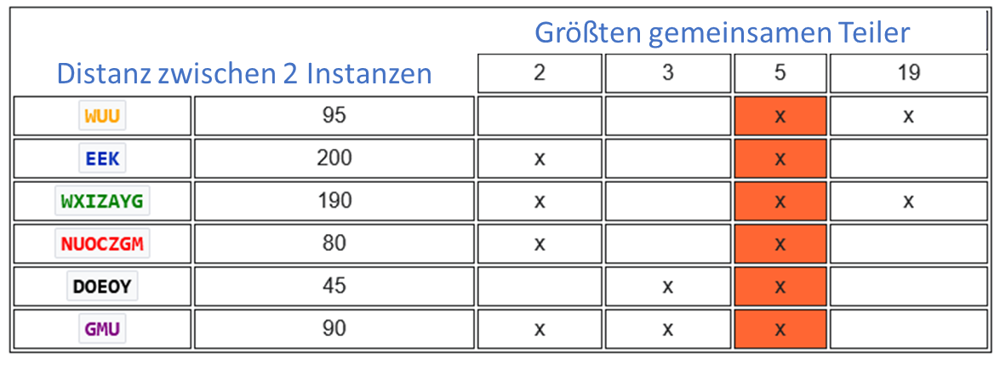 Größten gemeinsamen Teiler
Distanz zwischen 2 Instanzen 2 3 5 19
WUU 95 x x
EEK 200 x x
WXIZAYG 190 x x x
NUOCZGM 80 x x
DOEOY 45 x x
GMU 90 x x x